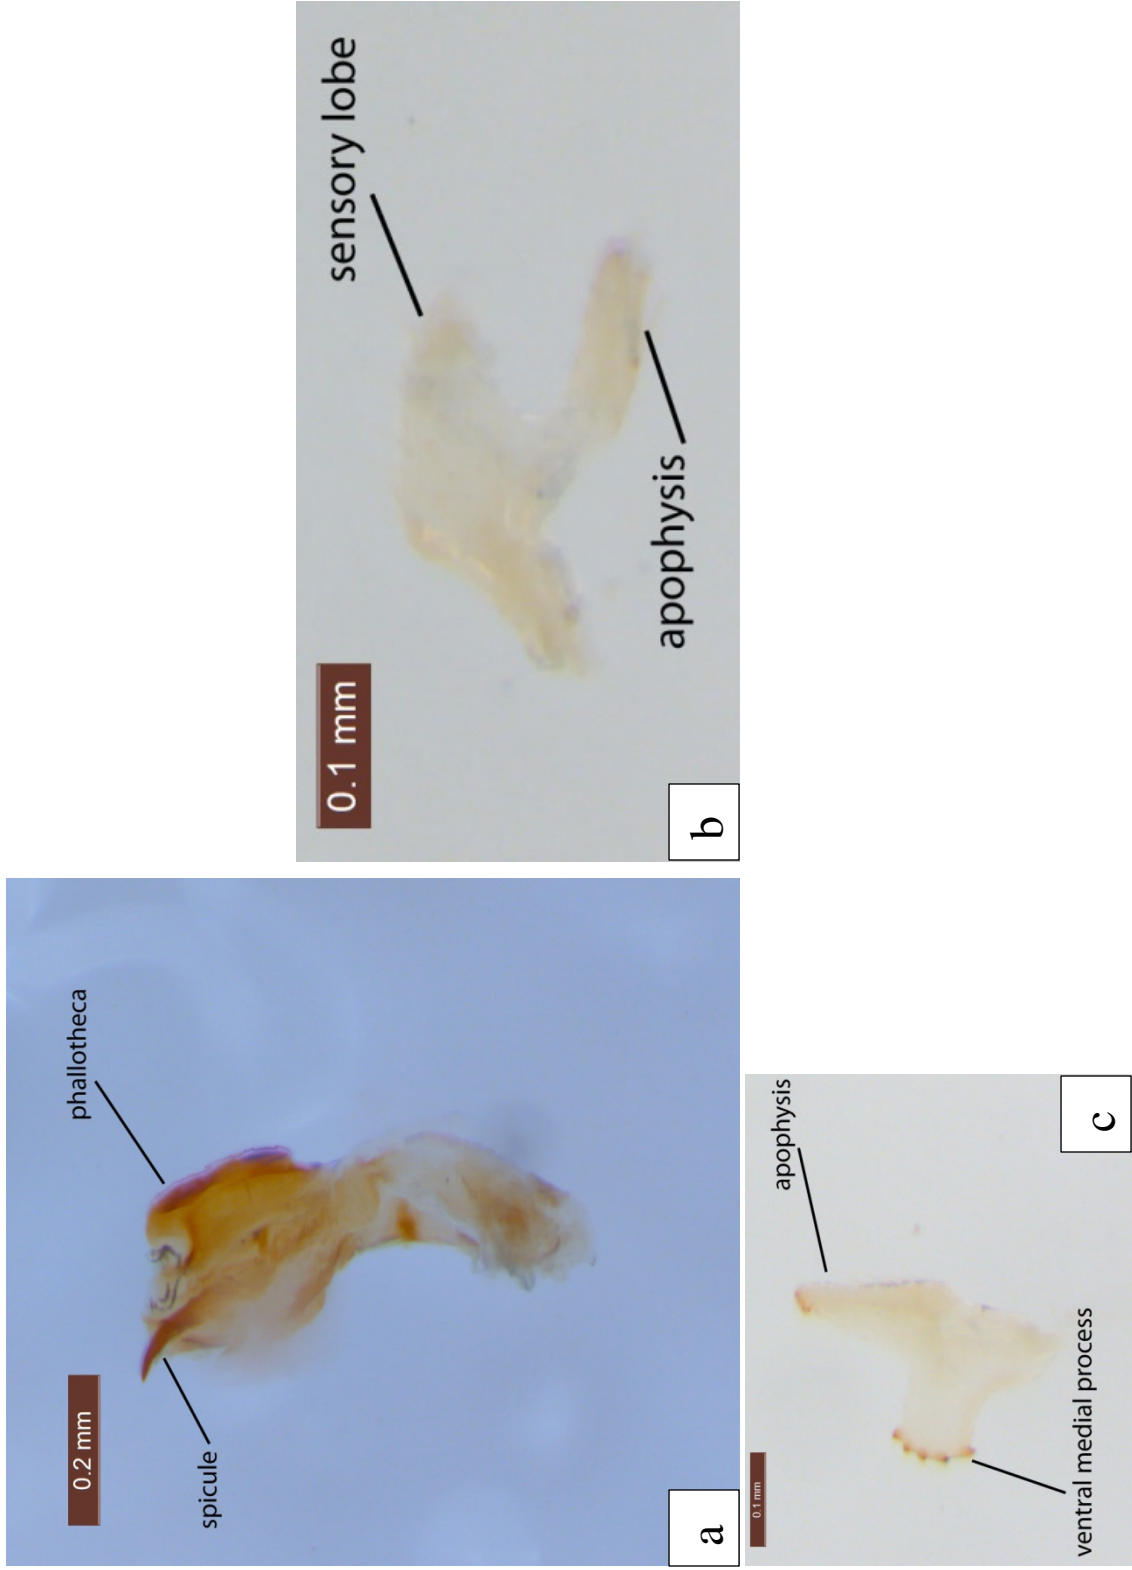 0.2 mm
phallotheca
spicule
a
0.1 mm
sensory lobe
apophysis
b
0.1 mm
apophysis
ventral medial process
c